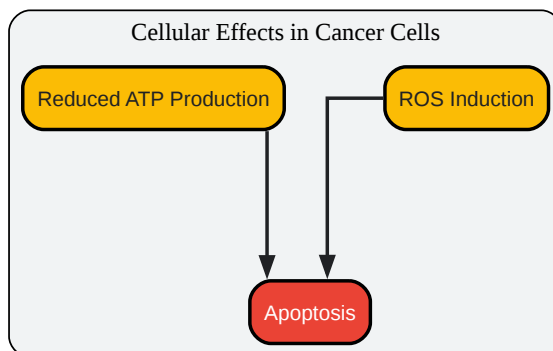 Cellular Effects in Cancer Cells
Reduced ATP Production
ROS Induction
Apoptosis